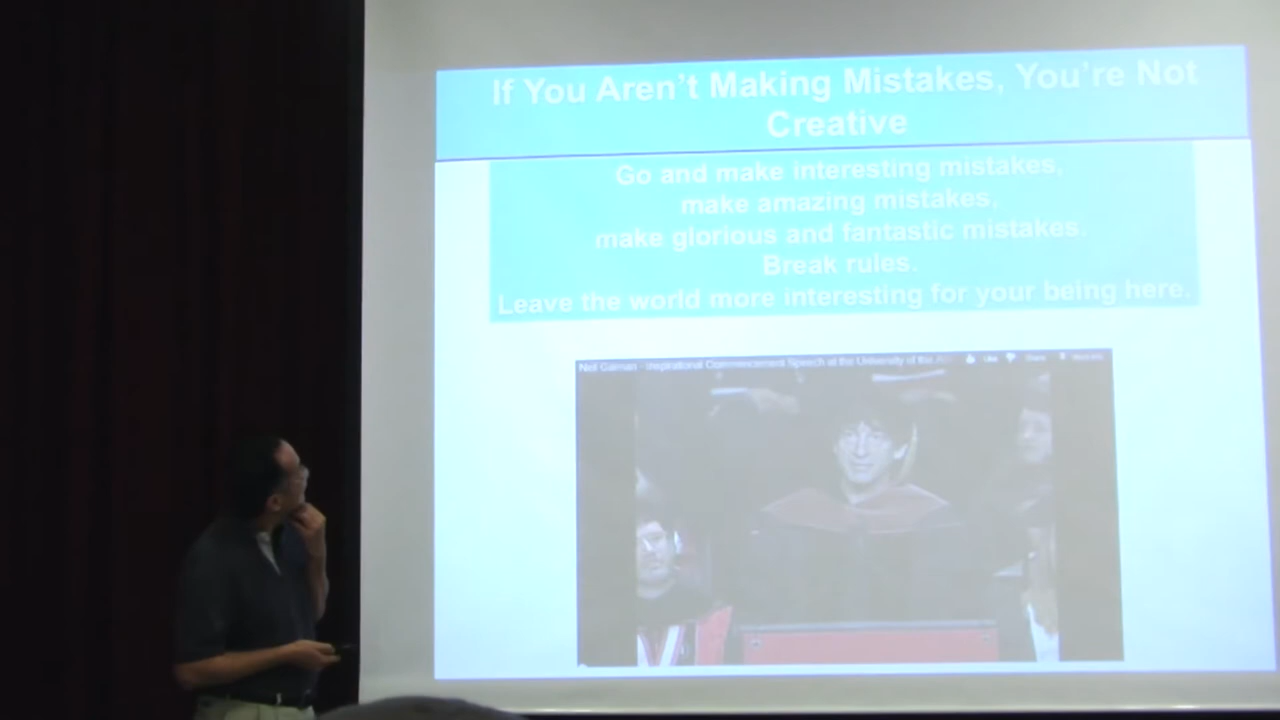 If You Aren't Making Mistakes, You're Not
Creative
Go and make interesting mistakes,
make amazing mistakes,
make glorious and fantastic mistakes.
Break rules.
Leave the world more interesting for your being here.
Neil Gaiman - Inspirational Commencement Speech at the University of the
Like
Share